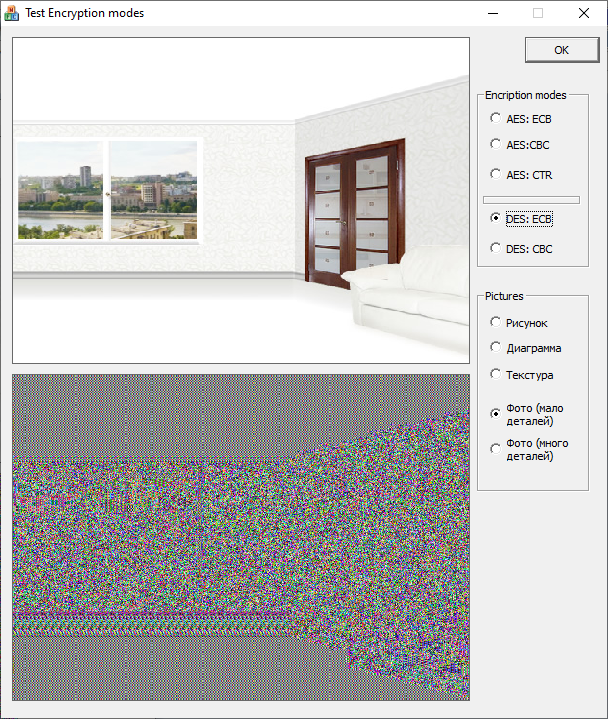 Test Encryption modes
OK
Encription modes
AES: ECB
AES:CBC
AES: CTR
DES: ECB
DES: CBC
Pictures
Рисунок
Диаграмма
Текстура
Фото (мало
деталей)
Фото (много
деталей)